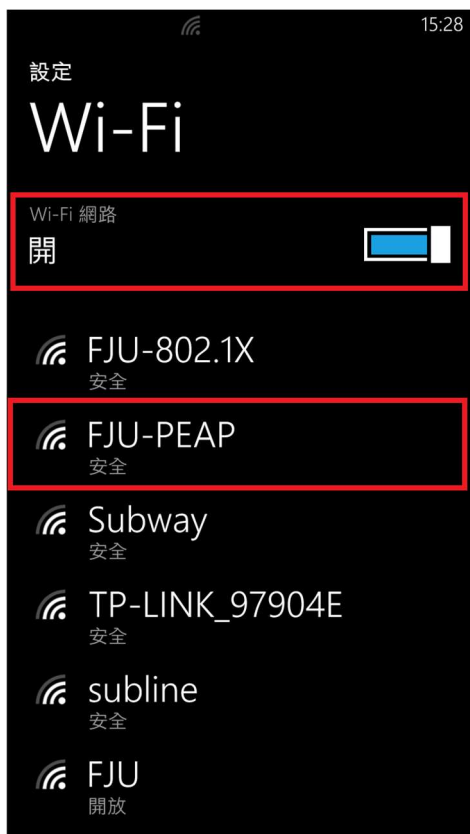 15:28
設定
Wi-Fi
Wi-Fi 網路
開
FJU-802.1X
安全
FJU-PEAP
安全
Subway
安全
TP-LINK_97904E
安全
subline
安全
FJU
開放